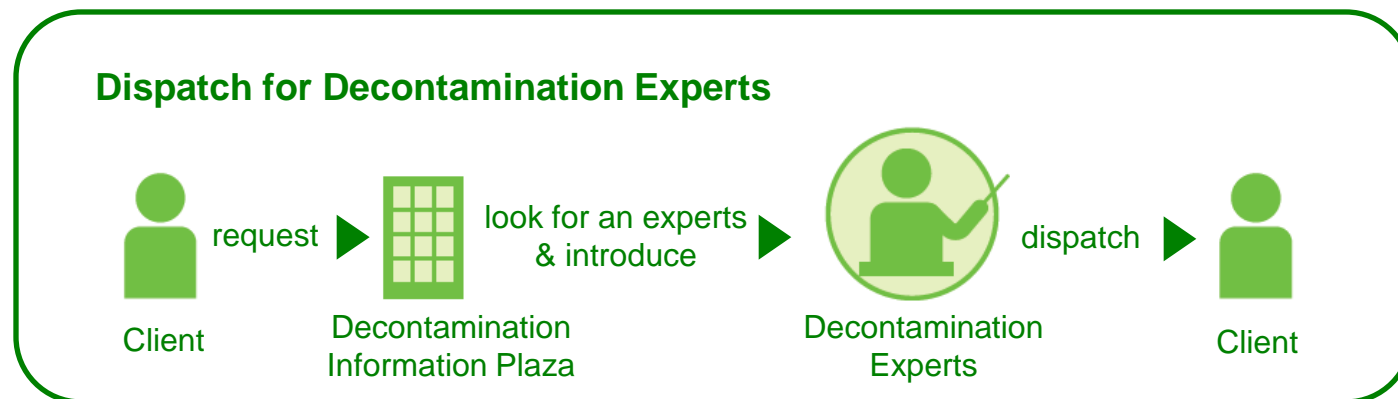 Dispatch for Decontamination Experts
request
look for an experts
& introduce
dispatch
Client
Decontamination
Information Plaza
Decontamination
Experts
Client